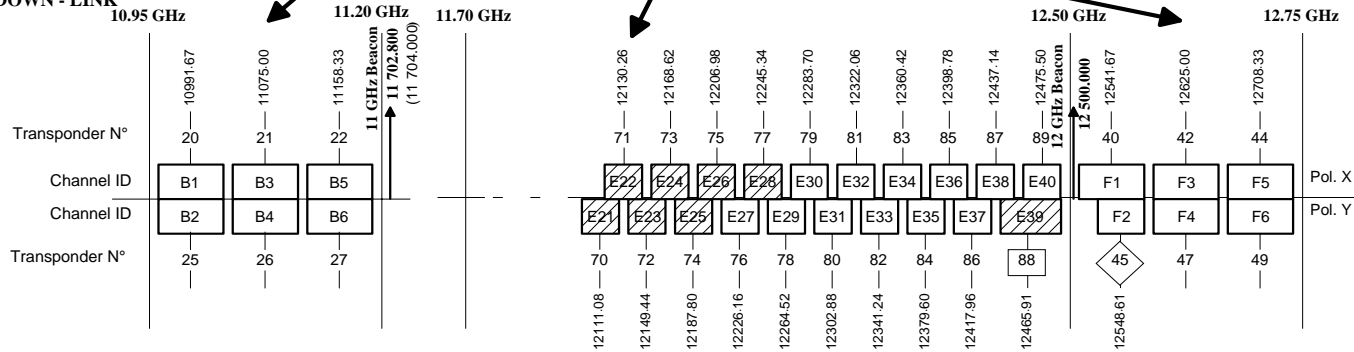 DOWN - LINK
10.95 GHz 11.20 GHz 11.70 GHz 12.50 GHz 12.75 GHz
10991.67 11075.00 11158.33 11 GHz Beacon 11 702.800 (11 704.000) 12130.26 12168.62 12206.98 12245.34 12283.70 12322.06 12360.42 12398.78 12437.14 12475.50 12 GHz Beacon 12 500.000 12541.67 12625.00 12708.33
Transponder N° 20 21 22 71 73 75 77 79 81 83 85 87 89 40 42 44
Channel ID B1 B3 B5 E22 E24 E26 E28 E30 E32 E34 E36 E38 E40 F1 F3 F5 Pol. X
Channel ID B2 B4 B6 E21 E23 E25 E27 E29 E31 E33 E35 E37 E39 F2 F4 F6 Pol. Y
Transponder N° 25 26 27 70 72 74 76 78 80 82 84 86 88 45 47 49
12111.08 12149.44 12187.80 12226.16 12264.52 12302.88 12341.24 12379.60 12417.96 12465.91 12548.61